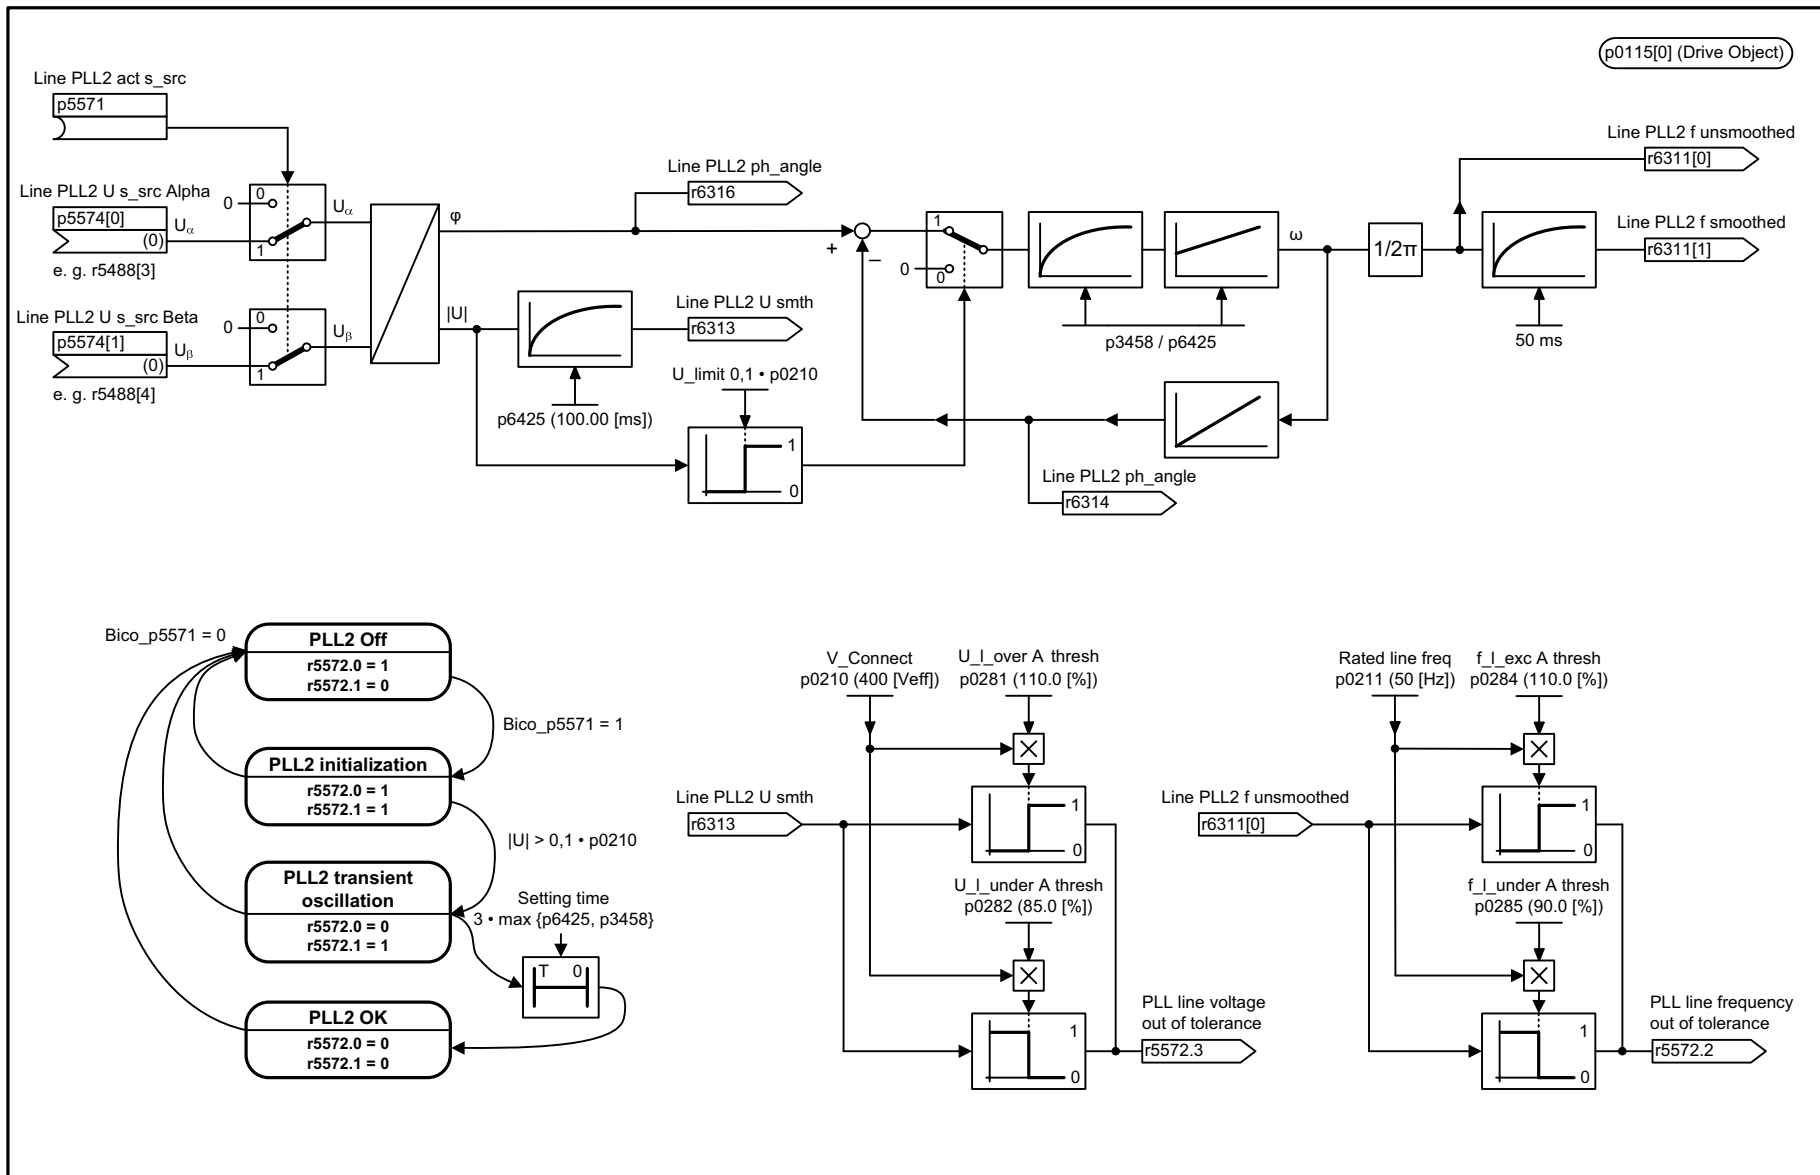 p0115[0] (Drive Object)
Line PLL2 act s_src
p5571
Line PLL2 U s_src Alpha
p5574[0]
(0)
Uα
e. g. r5488[3]
0
0
1
Uα
Line PLL2 U s_src Beta
p5574[1]
(0)
Uβ
e. g. r5488[4]
0
0
1
Uβ
φ
|U|
Line PLL2 ph_angle
r6316
Line PLL2 U smth
r6313
p6425 (100.00 [ms])
U_limit 0,1 • p0210
1
0
+
–
1
0
0
p3458 / p6425
ω
1/2π
Line PLL2 f unsmoothed
r6311[0]
Line PLL2 f smoothed
r6311[1]
50 ms
Line PLL2 ph_angle
r6314
Bico_p5571 = 0
PLL2 Off
r5572.0 = 1
r5572.1 = 0
Bico_p5571 = 1
PLL2 initialization
r5572.0 = 1
r5572.1 = 1
|U| > 0,1 • p0210
PLL2 transient
oscillation
r5572.0 = 0
r5572.1 = 1
Setting time
3 • max {p6425, p3458}
T 0
PLL2 OK
r5572.0 = 0
r5572.1 = 0
V_Connect
p0210 (400 [Veff])
U_l_over A thresh
p0281 (110.0 [%])
Line PLL2 U smth
r6313
1
0
U_l_under A thresh
p0282 (85.0 [%])
1
0
PLL line voltage
out of tolerance
r5572.3
Rated line freq
p0211 (50 [Hz])
f_l_exc A thresh
p0284 (110.0 [%])
Line PLL2 f unsmoothed
r6311[0]
1
0
f_l_under A thresh
p0285 (90.0 [%])
1
0
PLL line frequency
out of tolerance
r5572.2